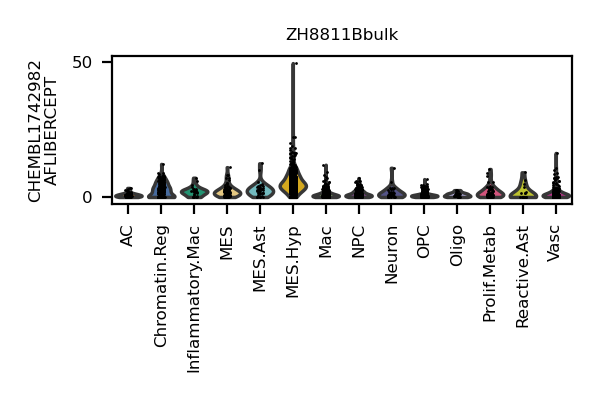 ZH8811Bbulk
CHEMBL1742982
AFLIBERCEPT
50
0
AC
Chromatin.Reg
Inflammatory.Mac
MES
MES.Ast
MES.Hyp
Mac
NPC
Neuron
OPC
Oligo
Prolif.Metab
Reactive.Ast
Vasc